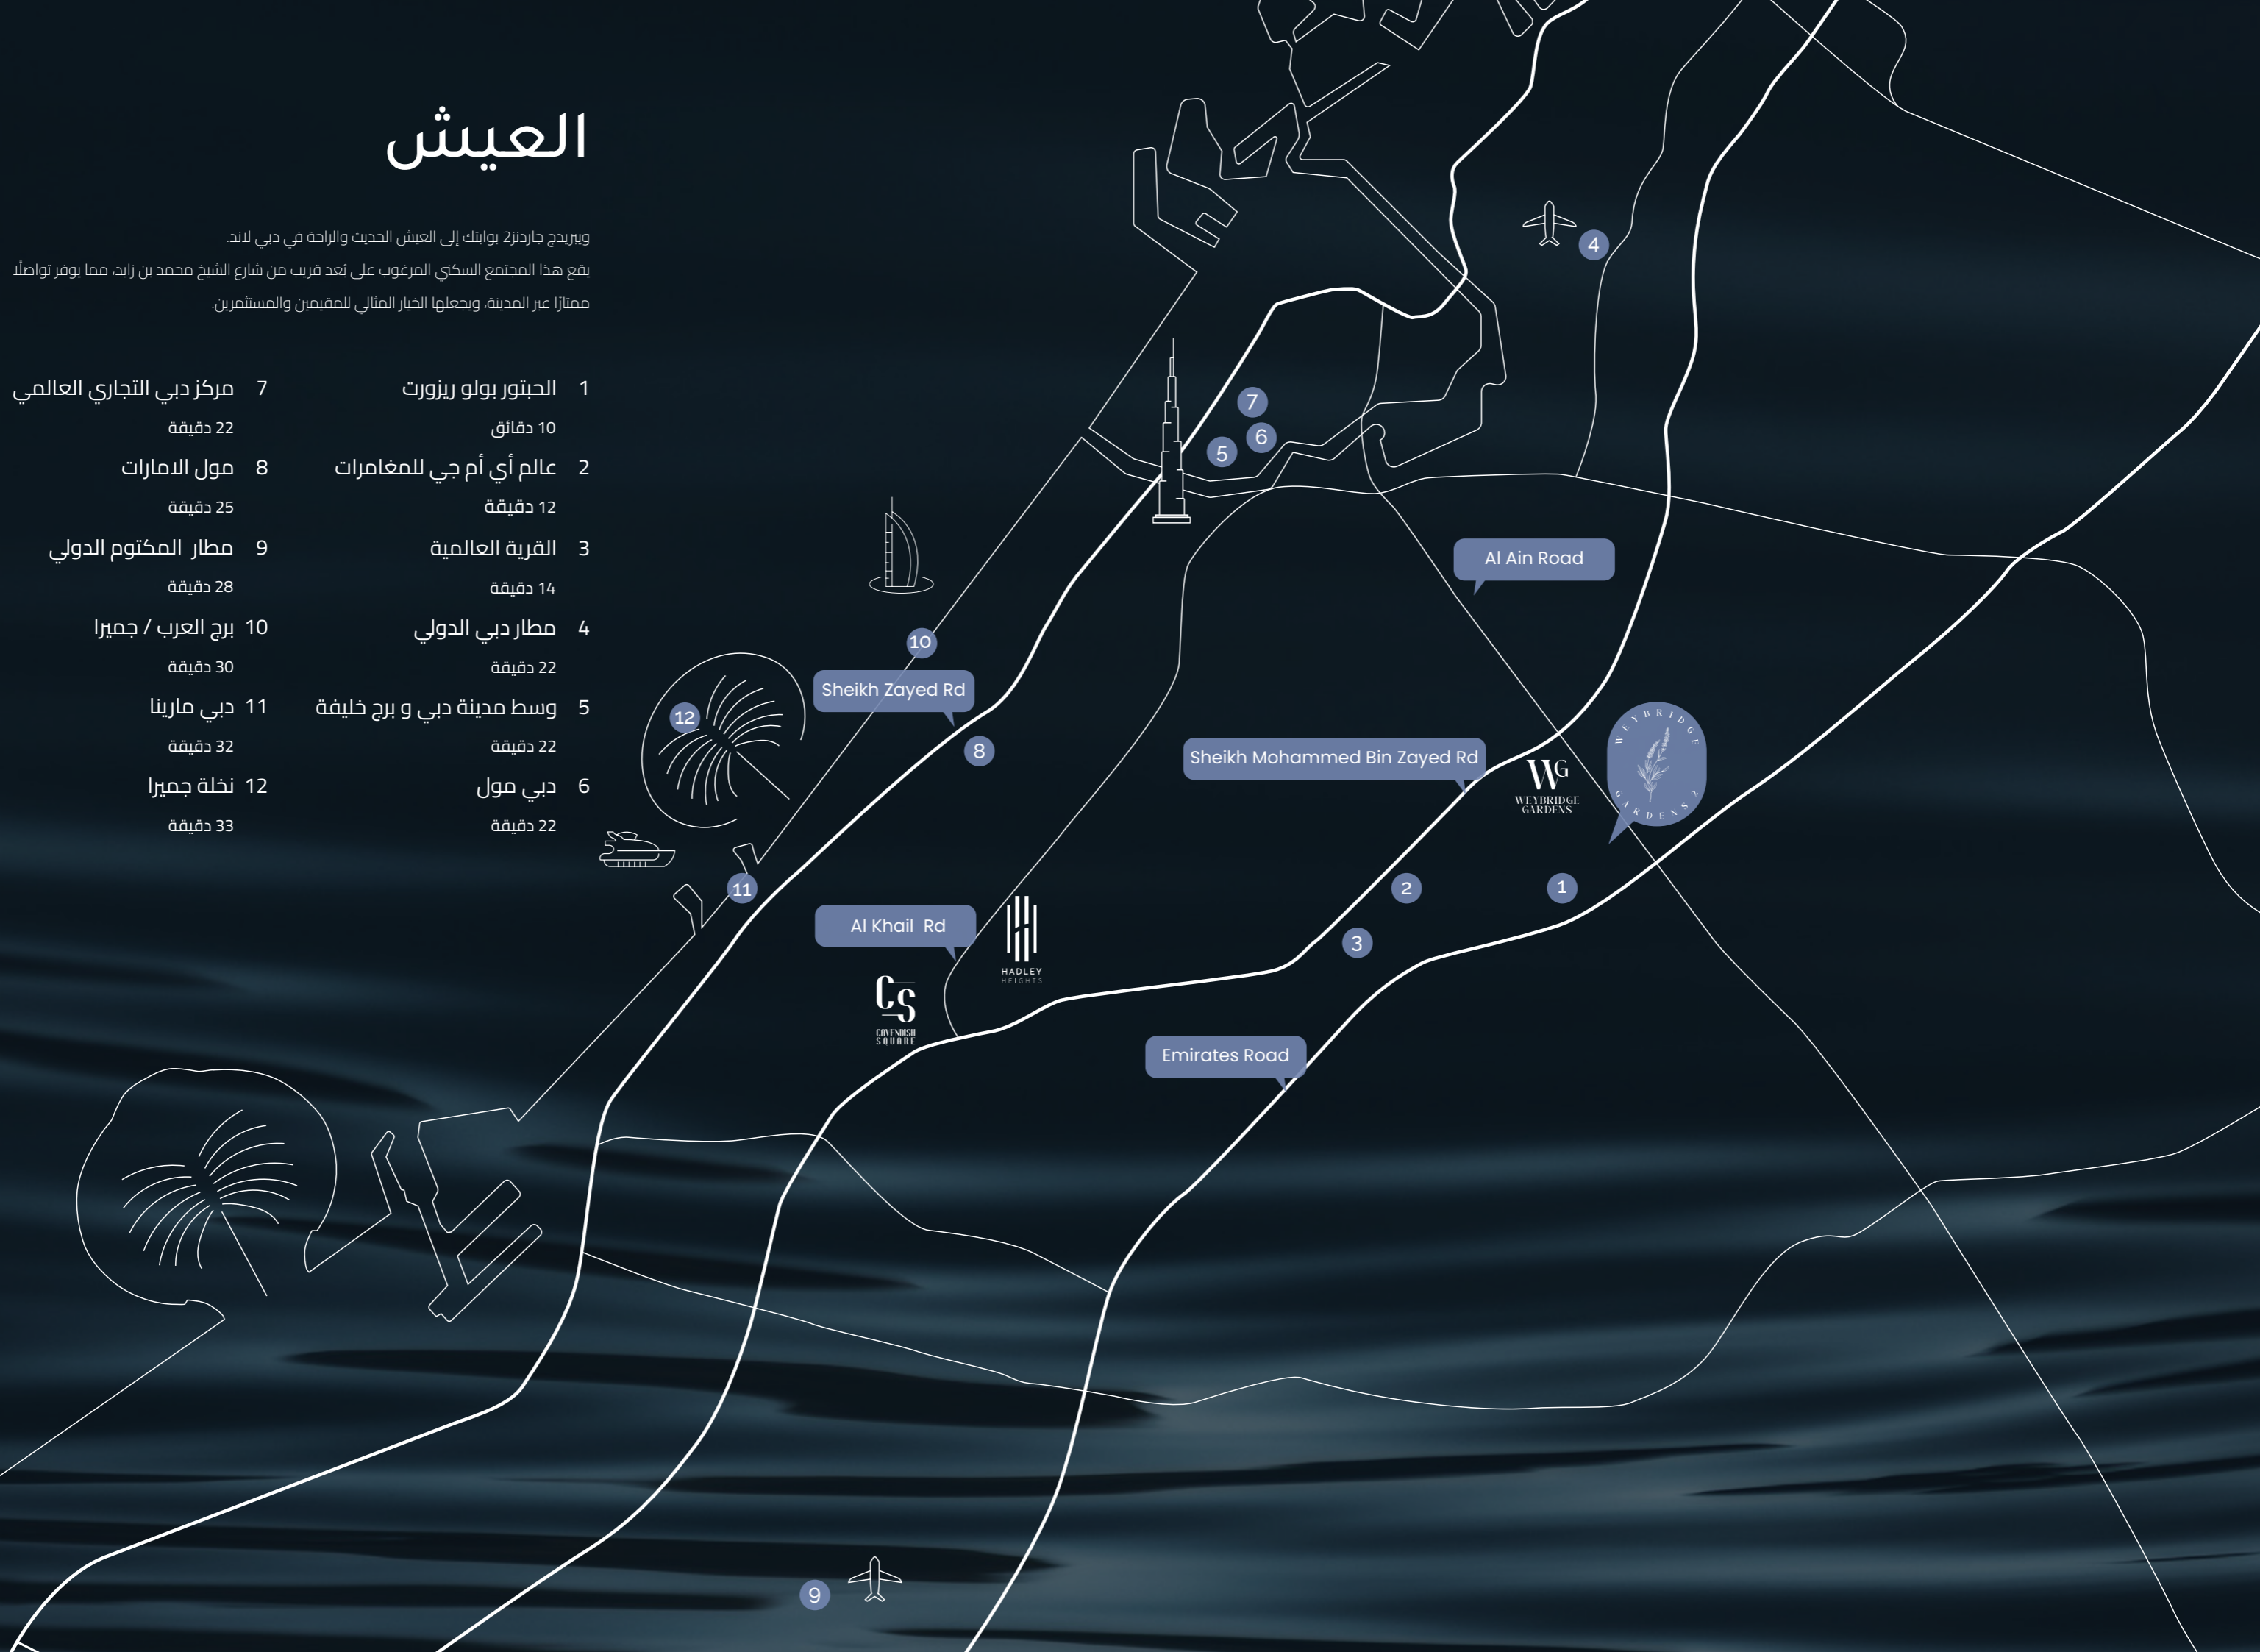 العيش
ويبريدج جاردنز2 بوابتك إلى العيش الحديث والراحة في دبي لاند.
يقع هذا المجتمع السكني المرغوب على بُعد قريب من شارع الشيخ محمد بن زايد، مما يوفر تواصلًا
ممتازًا عبر المدينة، ويجعلها الخيار المثالي للمقيمين والمستثمرين.
1 الحبتور بولو ريزورت
10 دقائق
2 عالم أي أم جي للمغامرات
12 دقيقة
3 القرية العالمية
14 دقيقة
4 مطار دبي الدولي
22 دقيقة
5 وسط مدينة دبي و برج خليفة
22 دقيقة
6 دبي مول
22 دقيقة
7 مركز دبي التجاري العالمي
22 دقيقة
8 مول الامارات
25 دقيقة
9 مطار المكتوم الدولي
28 دقيقة
10 برج العرب / جميرا
30 دقيقة
11 دبي مارينا
32 دقيقة
12 نخلة جميرا
33 دقيقة
4
7
6
5
Al Ain Road
10
Sheikh Zayed Rd
12
8
Sheikh Mohammed Bin Zayed Rd
WG
WEYBRIDGE
GARDENS
WEYBRIDGE
GARDENS 2
11
2
1
3
Al Khail Rd
HADLEY
HEIGHTS
CS
CAVENDISH
SQUARE
Emirates Road
9